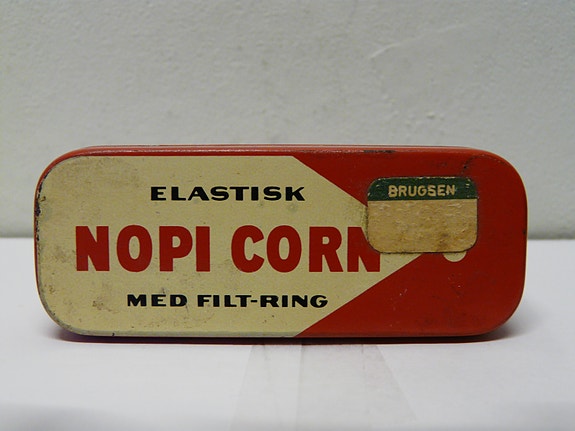 ELASTISK
BRUGSEN
NOPI CORN
MED FILT-RING